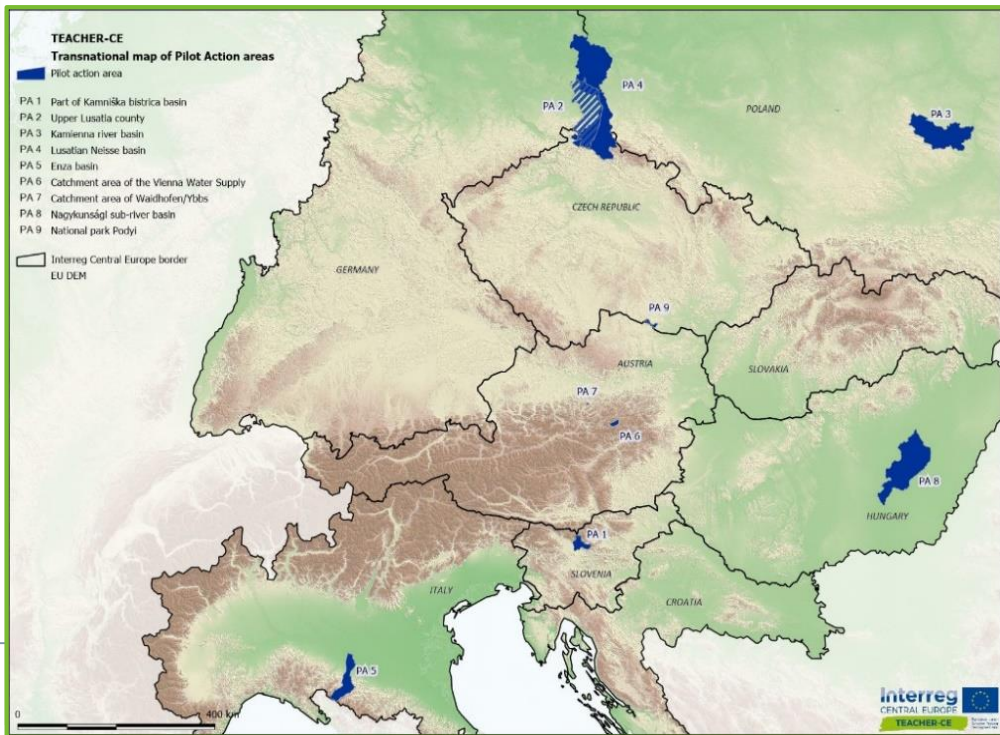 TEACHER-CE
Transnational map of Pilot Action areas
Pilot action area
PA 1 Part of Kamniška bistrica basin
PA 2 Upper Lusatia county
PA 3 Kamienna river basin
PA 4 Lusatian Neisse basin
PA 5 Enza basin
PA 6 Catchment area of the Vienna Water Supply
PA 7 Catchment area of Waidhofen/Ybbs
PA 8 Nagykunsági sub-river basin
PA 9 National park Podyi
Interreg Central Europe border
EU DEM
PA 4
PA 2
POLAND
PA 3
CZECH REPUBLIC
GERMANY
PA 9
AUSTRIA
SLOVAKIA
PA 7
PA 6
PA 8
HUNGARY
PA 1
SLOVENIA
ITALY
CROATIA
PA 5
0 400 km
Interreg
CENTRAL EUROPE
TEACHER-CE